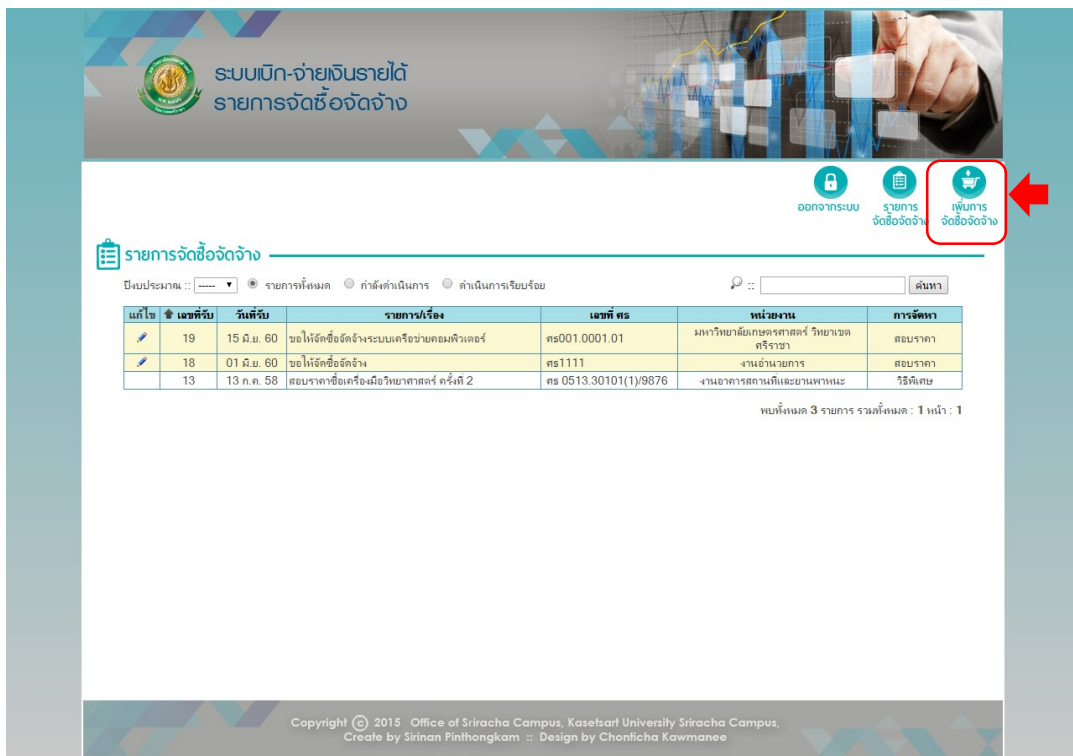 ระบบเบิก-จ่ายเงินรายได้
รายการจัดซื้อจัดจ้าง
ออกจากระบบ
รายการ
จัดซื้อจัดจ้าง
เพิ่มการ
จัดซื้อจัดจ้าง
รายการจัดซื้อจัดจ้าง
ปีงบประมาณ :: ----- รายการทั้งหมด กำลังดำเนินการ ดำเนินการเรียบร้อย :: ค้นหา
แก้ไข เลขที่รับ วันที่รับ รายการ/เรื่อง เลขที่ ศธ หน่วยงาน การจัดหา
19 15 มิ.ย. 60 ขอให้จัดซื้อจัดจ้างระบบเครือข่ายคอมพิวเตอร์ ศธ001.0001.01 มหาวิทยาลัยเกษตรศาสตร์ วิทยาเขต
ศรีราชา สอบราคา
18 01 มิ.ย. 60 ขอให้จัดซื้อจัดจ้าง ศธ1111 งานอำนวยการ สอบราคา
13 13 ก.ค. 58 สอบราคาซื้อเครื่องมือวิทยาศาสตร์ ครั้งที่ 2 ศธ 0513.30101(1)/9876 งานอาคารสถานที่และยานพาหนะ วิธีพิเศษ
พบทั้งหมด 3 รายการ รวมทั้งหมด : 1 หน้า : 1
Copyright (c) 2015 Office of Sriracha Campus, Kasetsart University Sriracha Campus,
Create by Sirinan Pinthongkam :: Design by Chonticha Kawmanee